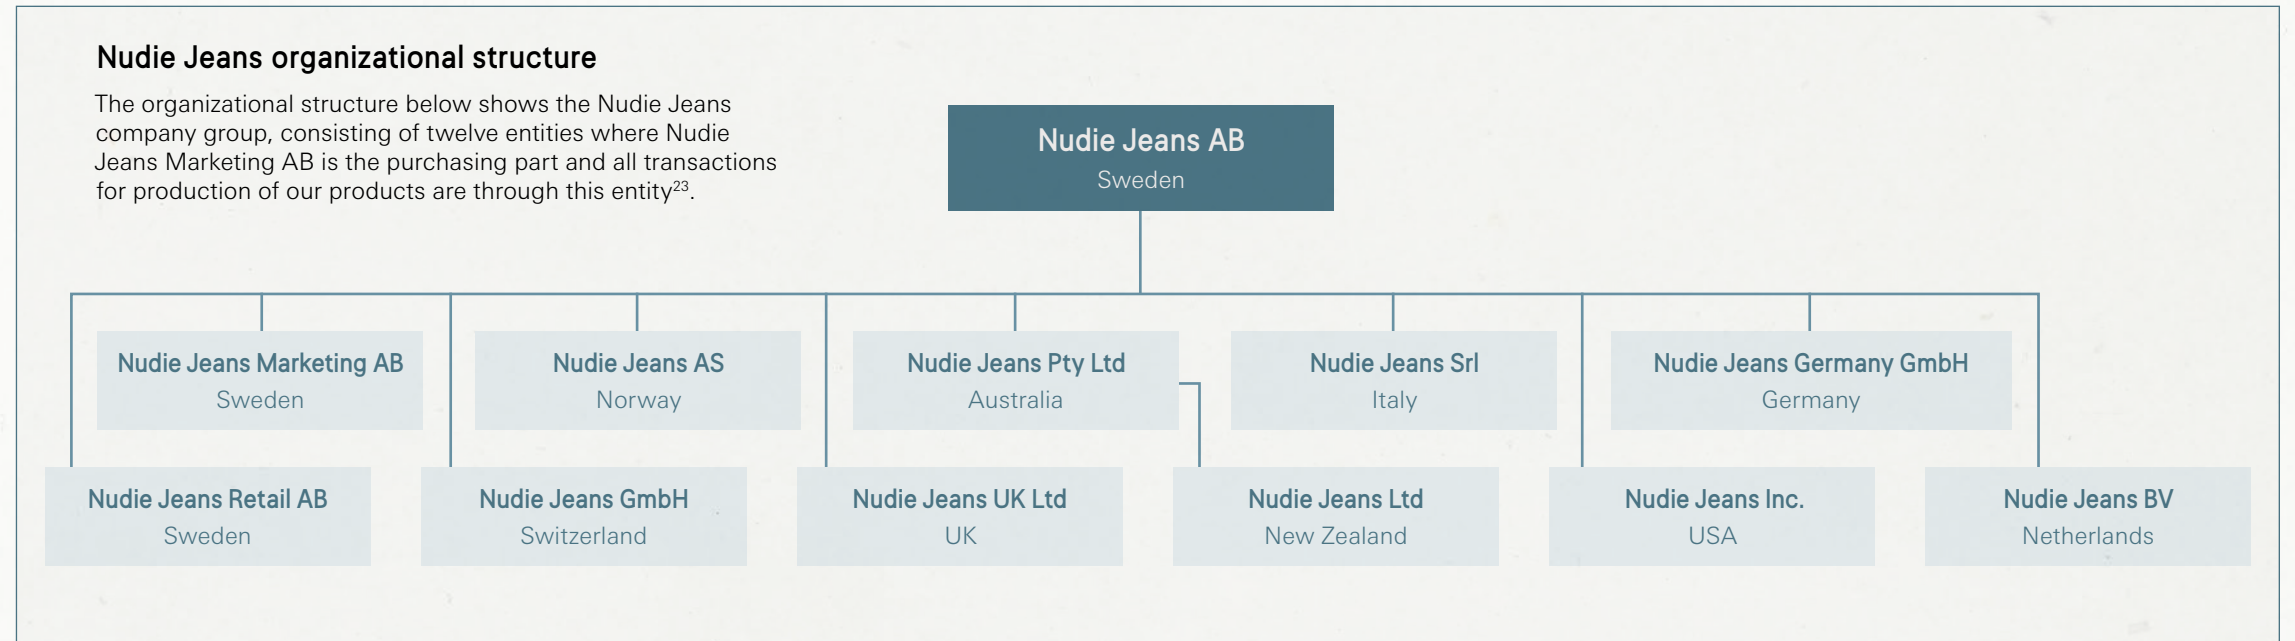 Nudie Jeans organizational structure
The organizational structure below shows the Nudie Jeans
company group, consisting of twelve entities where Nudie
Jeans Marketing AB is the purchasing part and all transactions
for production of our products are through this entity²³.
Nudie Jeans AB
Sweden
Nudie Jeans Marketing AB
Sweden
Nudie Jeans AS
Norway
Nudie Jeans Pty Ltd
Australia
Nudie Jeans Srl
Italy
Nudie Jeans Germany GmbH
Germany
Nudie Jeans Retail AB
Sweden
Nudie Jeans GmbH
Switzerland
Nudie Jeans UK Ltd
UK
Nudie Jeans Ltd
New Zealand
Nudie Jeans Inc.
USA
Nudie Jeans BV
Netherlands